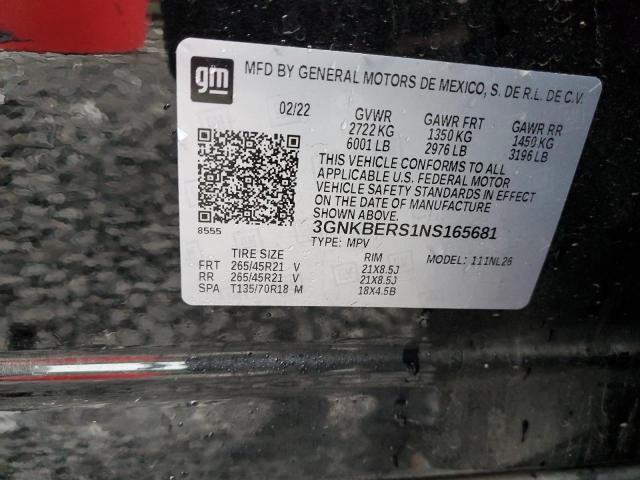 gm
MFD BY GENERAL MOTORS DE MEXICO, S. DE R.L. DE C.V.
02/22 GVWR GAWR FRT GAWR RR
2722 KG 1350 KG 1450 KG
6001 LB 2976 LB 3196 LB
THIS VEHICLE CONFORMS TO ALL
APPLICABLE U.S. FEDERAL MOTOR
VEHICLE SAFETY STANDARDS IN EFFECT
ON THE DATE OF MANUFACTURE
SHOWN ABOVE.
8555 3GNKBERS1NS165681
TYPE: MPV MODEL: 111NL26
TIRE SIZE RIM
FRT 265/45R21 V 21X8.5J
RR 265/45R21 V 21X8.5J
SPA T135/70R18 M 18X4.5B